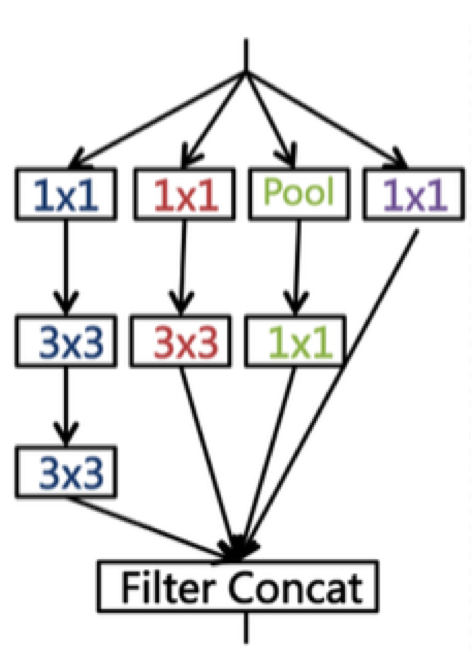 1x1 1x1 Pool 1x1
3x3 3x3 1x1
3x3
Filter Concat